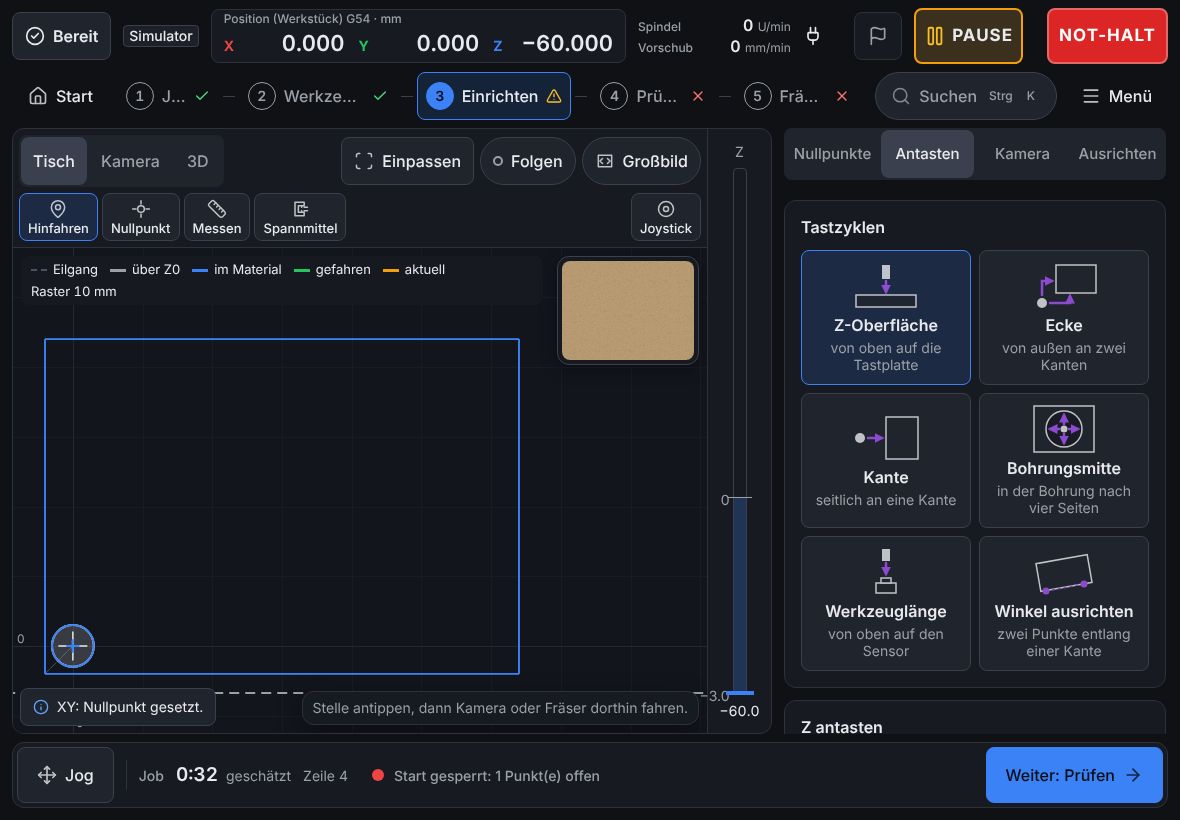 Bereit
Simulator
Position (Werkstück) G54 · mm
X 0.000 Y 0.000 Z −60.000
Spindel 0 U/min
Vorschub 0 mm/min
PAUSE
NOT-HALT
Start
1 J… ✓
2 Werkze… ✓
3 Einrichten
4 Prü… ✕
5 Frä… ✕
Suchen Strg K
Menü
Tisch Kamera 3D
Einpassen
Folgen
Großbild
Hinfahren
Nullpunkt
Messen
Spannmittel
Joystick
Eilgang über Z0 im Material gefahren aktuell
Raster 10 mm
0
XY: Nullpunkt gesetzt.
Stelle antippen, dann Kamera oder Fräser dorthin fahren.
Z
0
−3.0
−60.0
Nullpunkte Antasten Kamera Ausrichten
Tastzyklen
Z-Oberfläche
von oben auf die
Tastplatte
Ecke
von außen an zwei
Kanten
Kante
seitlich an eine Kante
Bohrungsmitte
in der Bohrung nach
vier Seiten
Werkzeuglänge
von oben auf den
Sensor
Winkel ausrichten
zwei Punkte entlang
einer Kante
Z antasten
Jog
Job 0:32 geschätzt Zeile 4
Start gesperrt: 1 Punkt(e) offen
Weiter: Prüfen